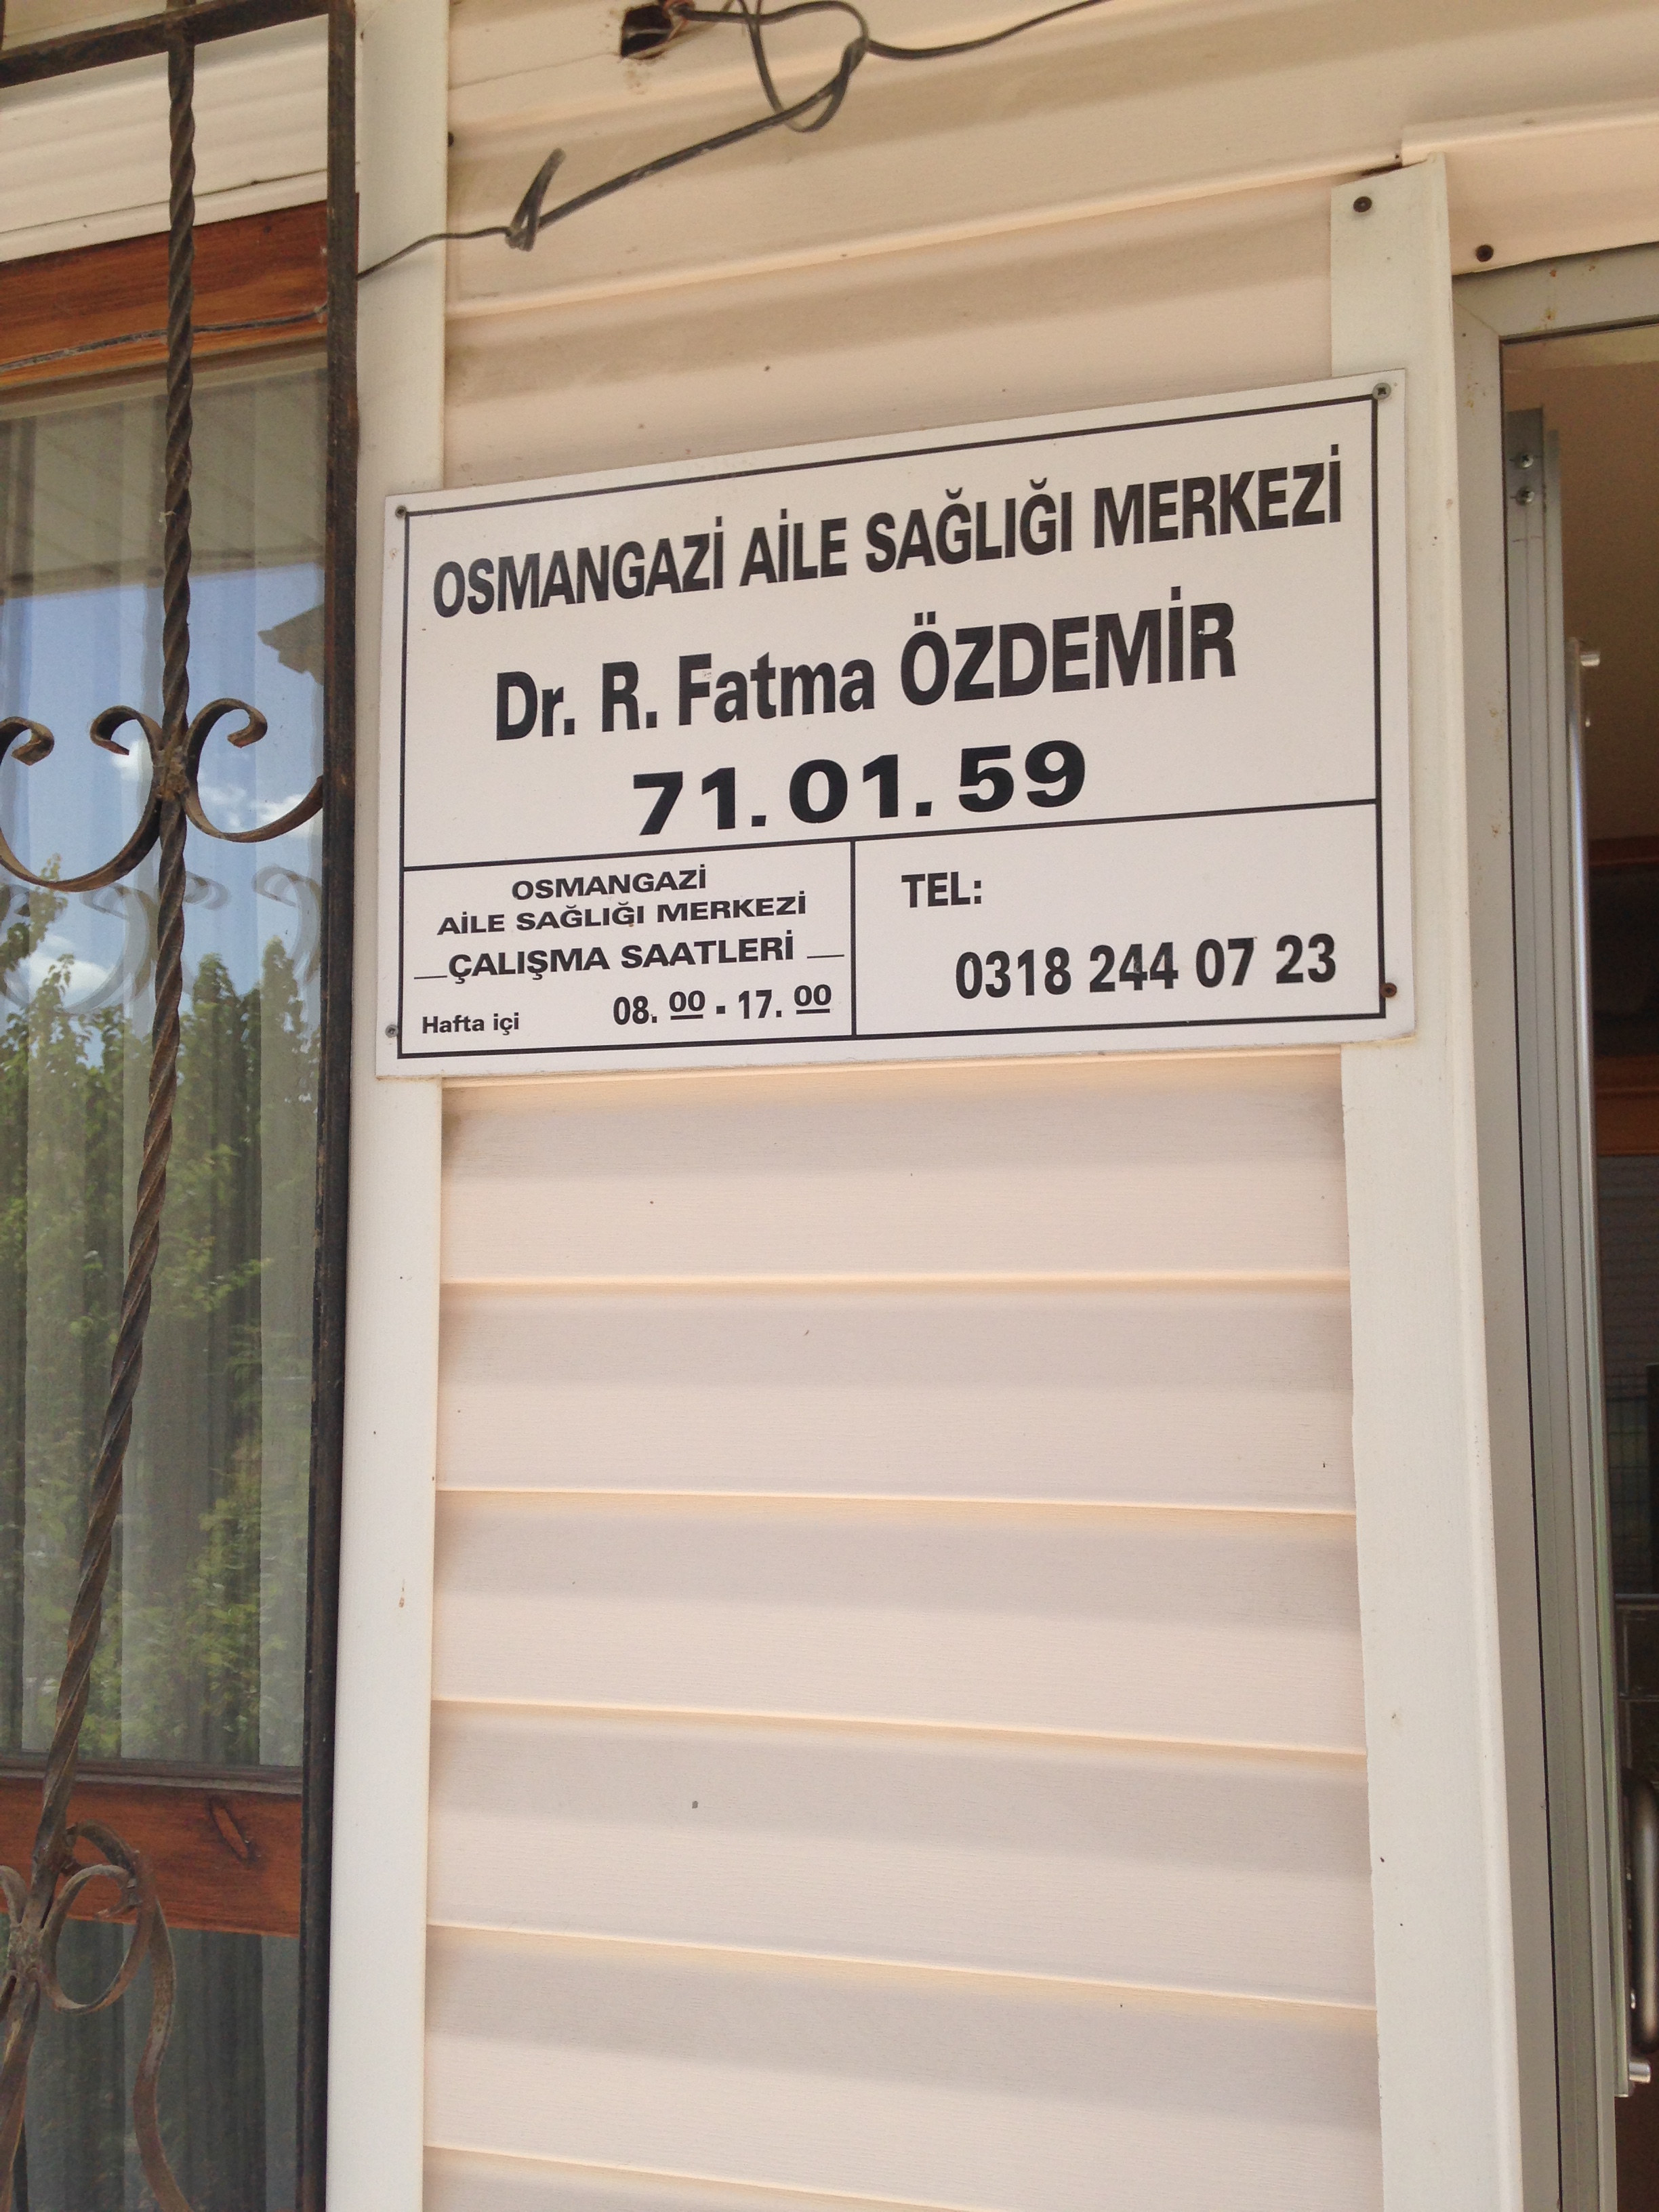 OSMANGAZİ AİLE SAĞLIĞI MERKEZİ
Dr. R. Fatma ÖZDEMİR
71.01.59
OSMANGAZİ
AİLE SAĞLIĞI MERKEZİ
ÇALIŞMA SAATLERİ
Hafta içi 08.00 - 17.00
TEL:
0318 244 07 23